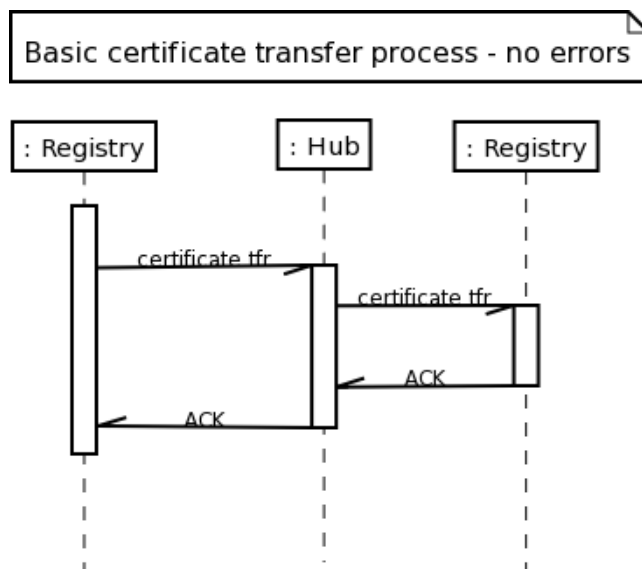 Basic certificate transfer process - no errors
: Registry
: Hub
: Registry
certificate tfr
certificate tfr
ACK
ACK